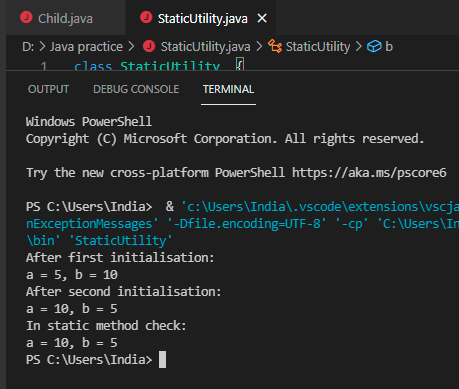 Child.java StaticUtility.java
D: > Java practice > StaticUtility.java > StaticUtility > b
1 class StaticUtility {
OUTPUT DEBUG CONSOLE TERMINAL
Windows PowerShell
Copyright (C) Microsoft Corporation. All rights reserved.
Try the new cross-platform PowerShell https://aka.ms/pscore6
PS C:\Users\India> & 'c:\Users\India\.vscode\extensions\vscja
nExceptionMessages' '-Dfile.encoding=UTF-8' '-cp' 'C:\Users\In
\bin' 'StaticUtility'
After first initialisation:
a = 5, b = 10
After second initialisation:
a = 10, b = 5
In static method check:
a = 10, b = 5
PS C:\Users\India>